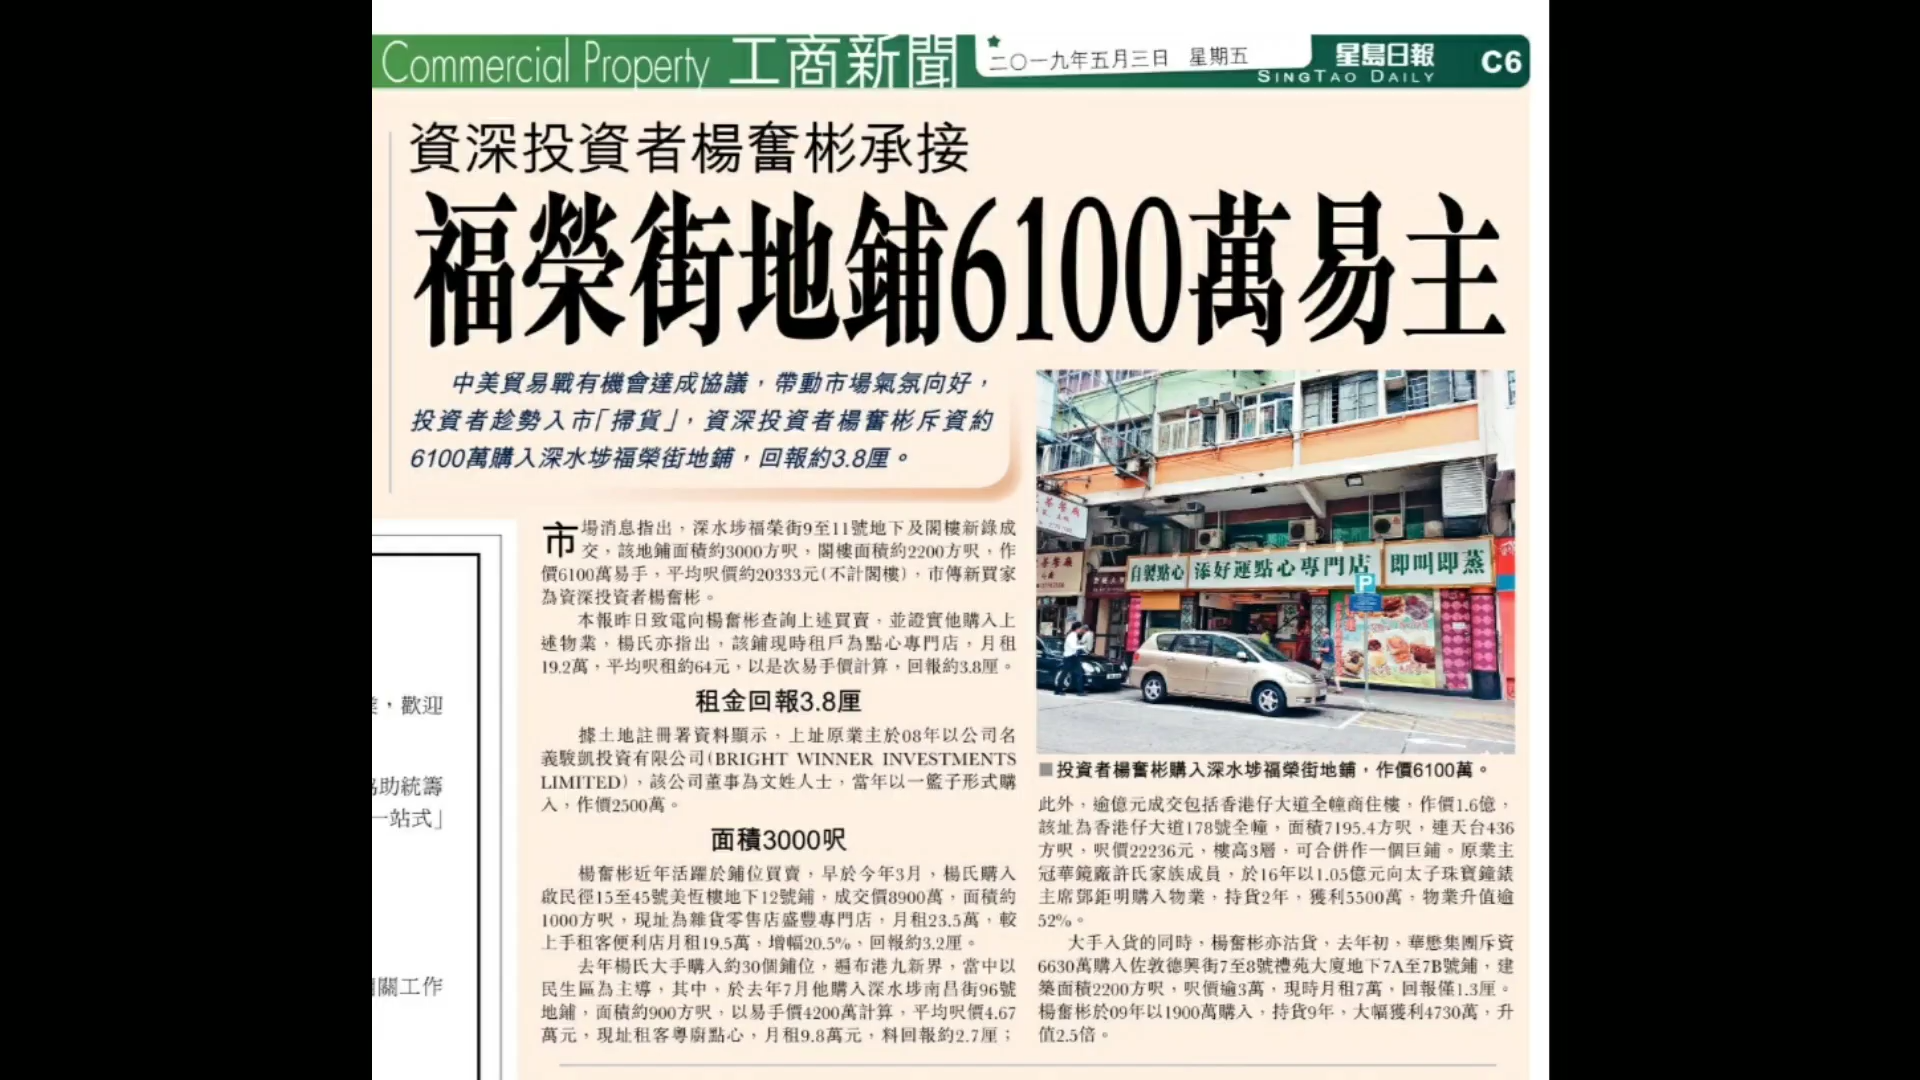 Commercial Property 工商新聞
二○一九年五月三日 星期五
星島日報
SINGTAO DAILY
C6
資深投資者楊奮彬承接
福榮街地鋪6100萬易主
中美貿易戰有機會達成協議，帶動市場氣氛向好，
投資者趁勢入市「掃貨」，資深投資者楊奮彬斥資約
6100萬購入深水埗福榮街地鋪，回報約3.8厘。
市場消息指出，深水埗福榮街9至11號地下及閣樓新錄成
交，該地鋪面積約3000方呎，閣樓面積約2200方呎，作
價6100萬易手，平均呎價約20333元(不計閣樓)，市傳新買家
為資深投資者楊奮彬。
本報昨日致電向楊奮彬查詢上述買賣，並證實他購入上
述物業，楊氏亦指出，該鋪現時租戶為點心專門店，月租
19.2萬，平均呎租約64元，以是次易手價計算，回報約3.8厘。
租金回報3.8厘
據土地註冊署資料顯示，上址原業主於08年以公司名
義駿凱投資有限公司(BRIGHT WINNER INVESTMENTS
LIMITED)，該公司董事為文姓人士，當年以一籃子形式購
入，作價2500萬。
面積3000呎
楊奮彬近年活躍於鋪位買賣，早於今年3月，楊氏購入
啟民徑15至45號美恆樓地下12號鋪，成交價8900萬，面積約
1000方呎，現址為雜貨零售店盛豐專門店，月租23.5萬，較
上手租客便利店月租19.5萬，增幅20.5%，回報約3.2厘。
去年楊氏大手購入約30個鋪位，遍布港九新界，當中以
民生區為主導，其中，於去年7月他購入深水埗南昌街96號
地鋪，面積約900方呎，以易手價4200萬計算，平均呎價4.67
萬元，現址租客粵廚點心，月租9.8萬元，料回報約2.7厘；
自製點心 添好運點心專門店 即叫即蒸
P
■投資者楊奮彬購入深水埗福榮街地鋪，作價6100萬。
此外，逾億元成交包括香港仔大道全幢商住樓，作價1.6億，
該址為香港仔大道178號全幢，面積7195.4方呎，連天台436
方呎，呎價22236元，樓高3層，可合併作一個巨鋪。原業主
冠華鏡廠許氏家族成員，於16年以1.05億元向太子珠寶鐘錶
主席鄧鉅明購入物業，持貨2年，獲利5500萬，物業升值逾
52%。
大手入貨的同時，楊奮彬亦沽貨，去年初，華懋集團斥資
6630萬購入佐敦德興街7至8號禮苑大廈地下7A至7B號鋪，建
築面積2200方呎，呎價逾3萬，現時月租7萬，回報僅1.3厘。
楊奮彬於09年以1900萬購入，持貨9年，大幅獲利4730萬，升
值2.5倍。
，歡迎
助統籌
一站式」
關工作